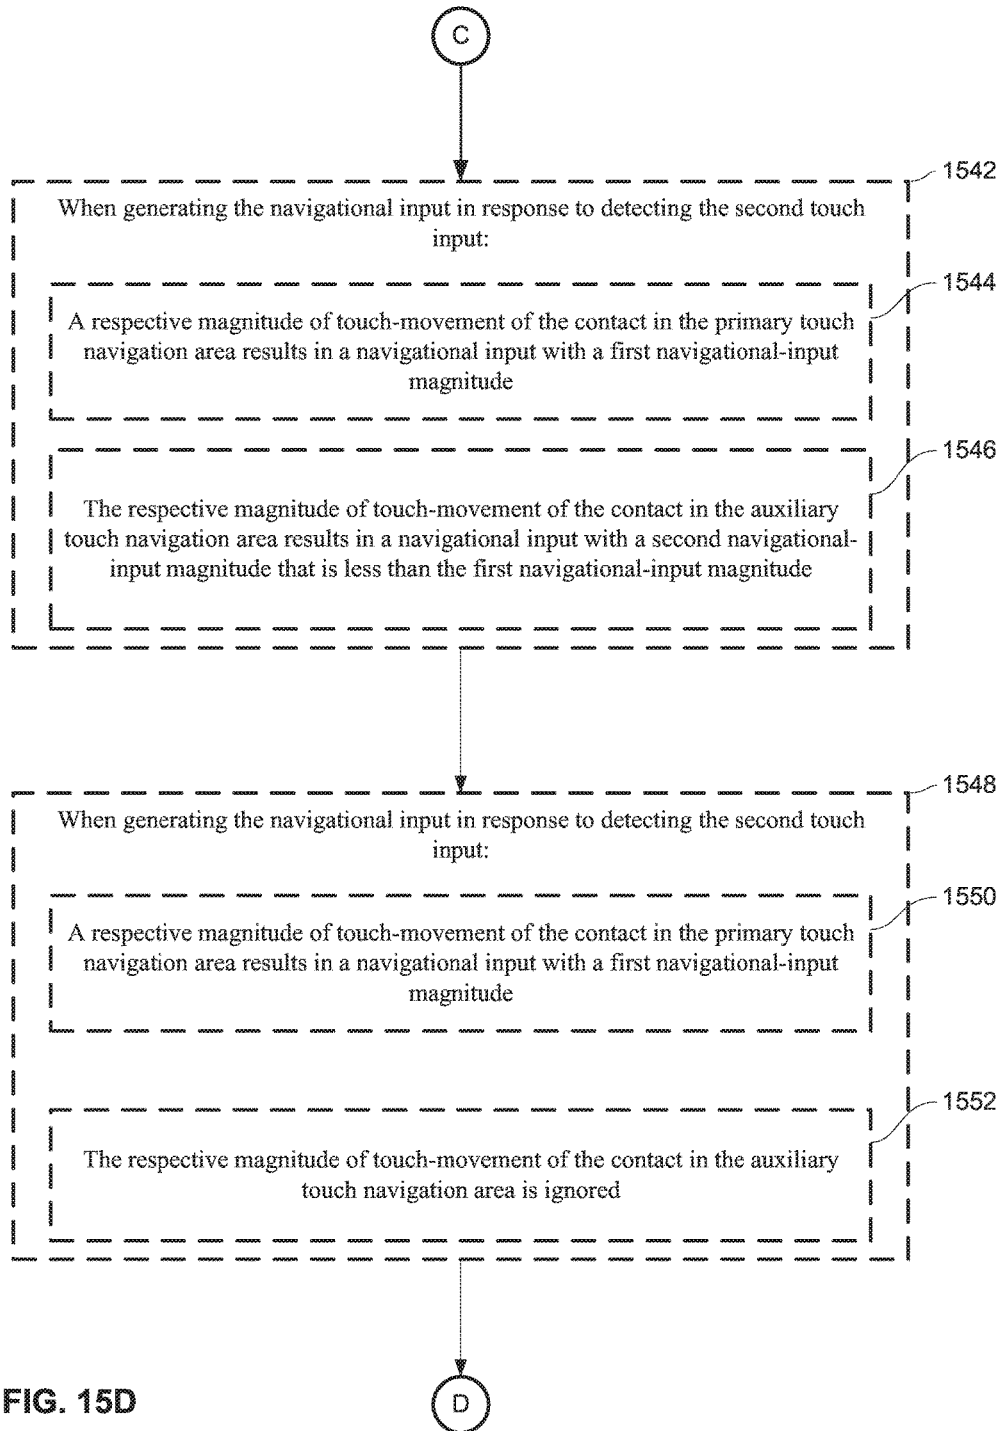 C
1542
When generating the navigational input in response to detecting the second touch
input:
1544
A respective magnitude of touch-movement of the contact in the primary touch
navigation area results in a navigational input with a first navigational-input
magnitude
1546
The respective magnitude of touch-movement of the contact in the auxiliary
touch navigation area results in a navigational input with a second navigational-
input magnitude that is less than the first navigational-input magnitude
1548
When generating the navigational input in response to detecting the second touch
input:
1550
A respective magnitude of touch-movement of the contact in the primary touch
navigation area results in a navigational input with a first navigational-input
magnitude
1552
The respective magnitude of touch-movement of the contact in the auxiliary
touch navigation area is ignored
FIG. 15D
D